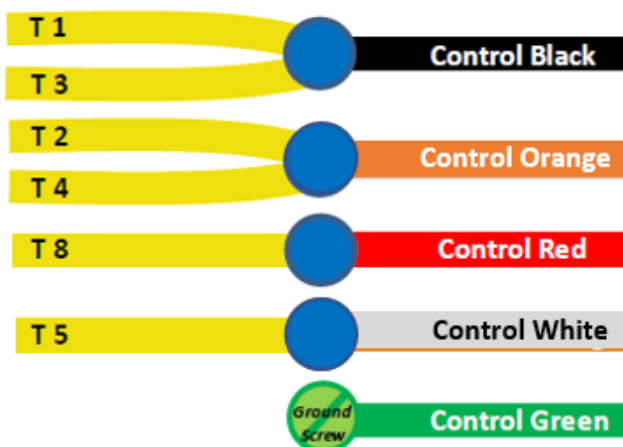 T 1
Control Black
T 3
T 2
Control Orange
T 4
T 8
Control Red
T 5
Control White
Ground
Screw
Control Green